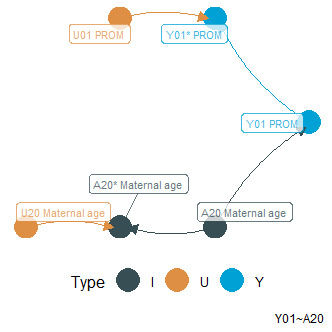 U01 PROM
Y01* PROM
Y01 PROM
A20* Maternal age
U20 Maternal age
A20 Maternal age
Type I U Y
Y01~A20